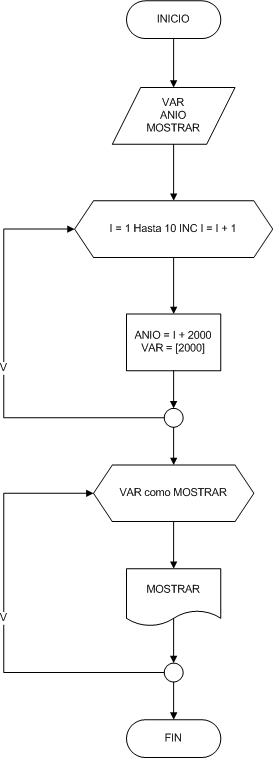 INICIO
VAR
ANIO
MOSTRAR
I = 1 Hasta 10 INC I = I + 1
ANIO = I + 2000
VAR = [2000]
V
VAR como MOSTRAR
MOSTRAR
V
FIN